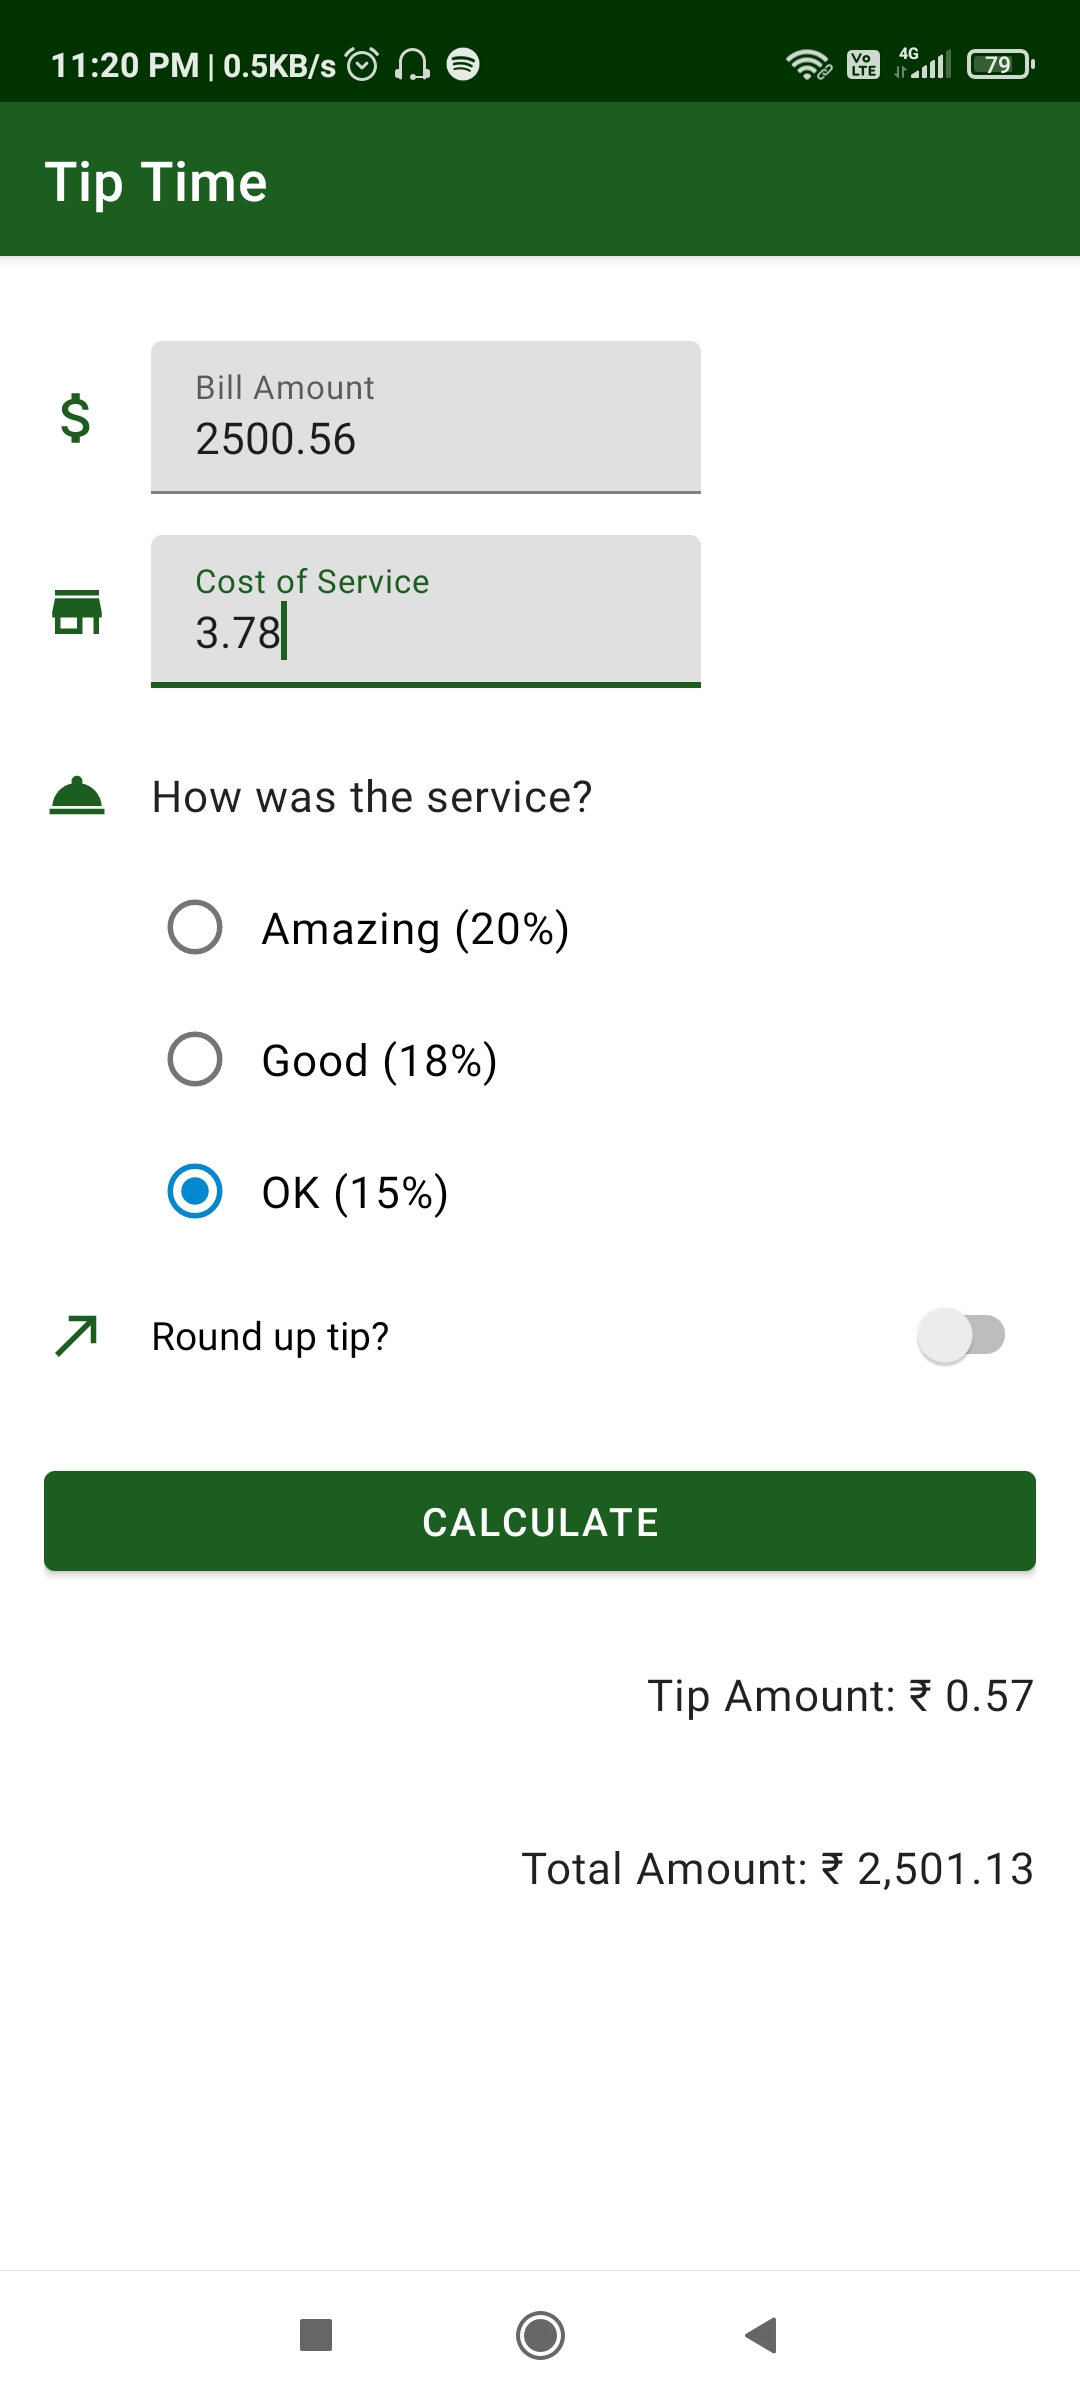 11:20 PM | 0.5KB/s
Vo LTE 4G 79
Tip Time
$
Bill Amount
2500.56
Cost of Service
3.78
How was the service?
Amazing (20%)
Good (18%)
OK (15%)
Round up tip?
CALCULATE
Tip Amount: ₹ 0.57
Total Amount: ₹ 2,501.13